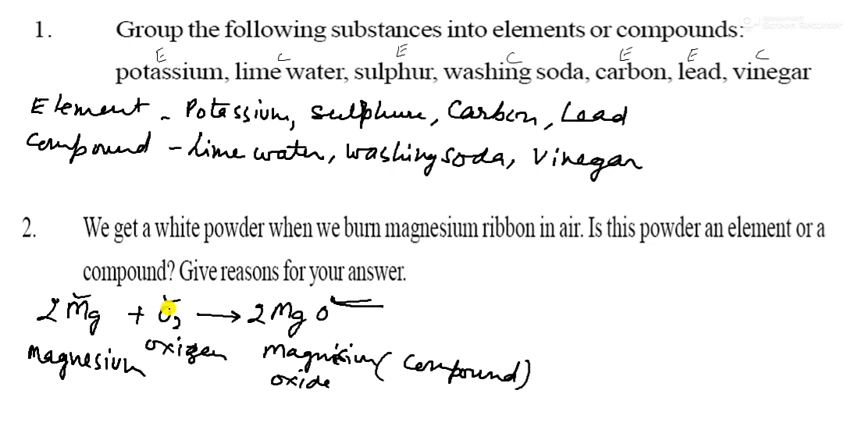 1. Group the following substances into elements or compounds:
E C E C E E C
potassium, lime water, sulphur, washing soda, carbon, lead, vinegar
Element - Potassium, sulphur, Carbon, Lead
Compound - Lime water, washing soda, Vinegar
2. We get a white powder when we burn magnesium ribbon in air. Is this powder an element or a
compound? Give reasons for your answer.
2Mg + O2 → 2MgO
magnesium oxizen magnisium (compound)
oxide